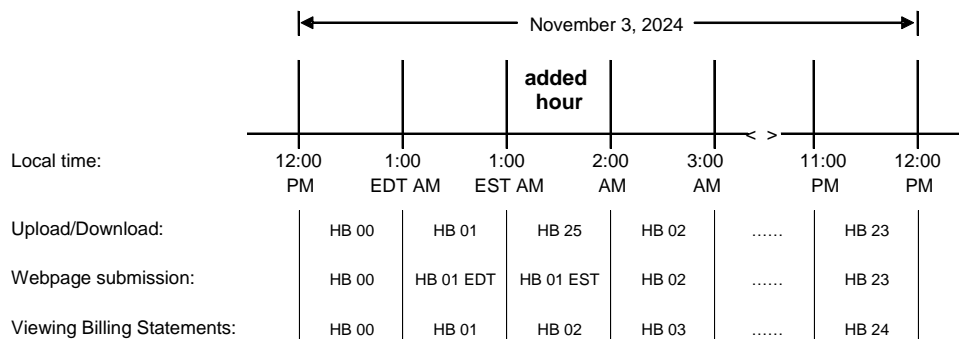 November 3, 2024
added
hour
< >
Local time: 12:00 1:00 1:00 2:00 3:00 11:00 12:00
PM EDT AM EST AM AM AM PM PM
Upload/Download: HB 00 HB 01 HB 25 HB 02 ...... HB 23
Webpage submission: HB 00 HB 01 EDT HB 01 EST HB 02 ...... HB 23
Viewing Billing Statements: HB 00 HB 01 HB 02 HB 03 ...... HB 24